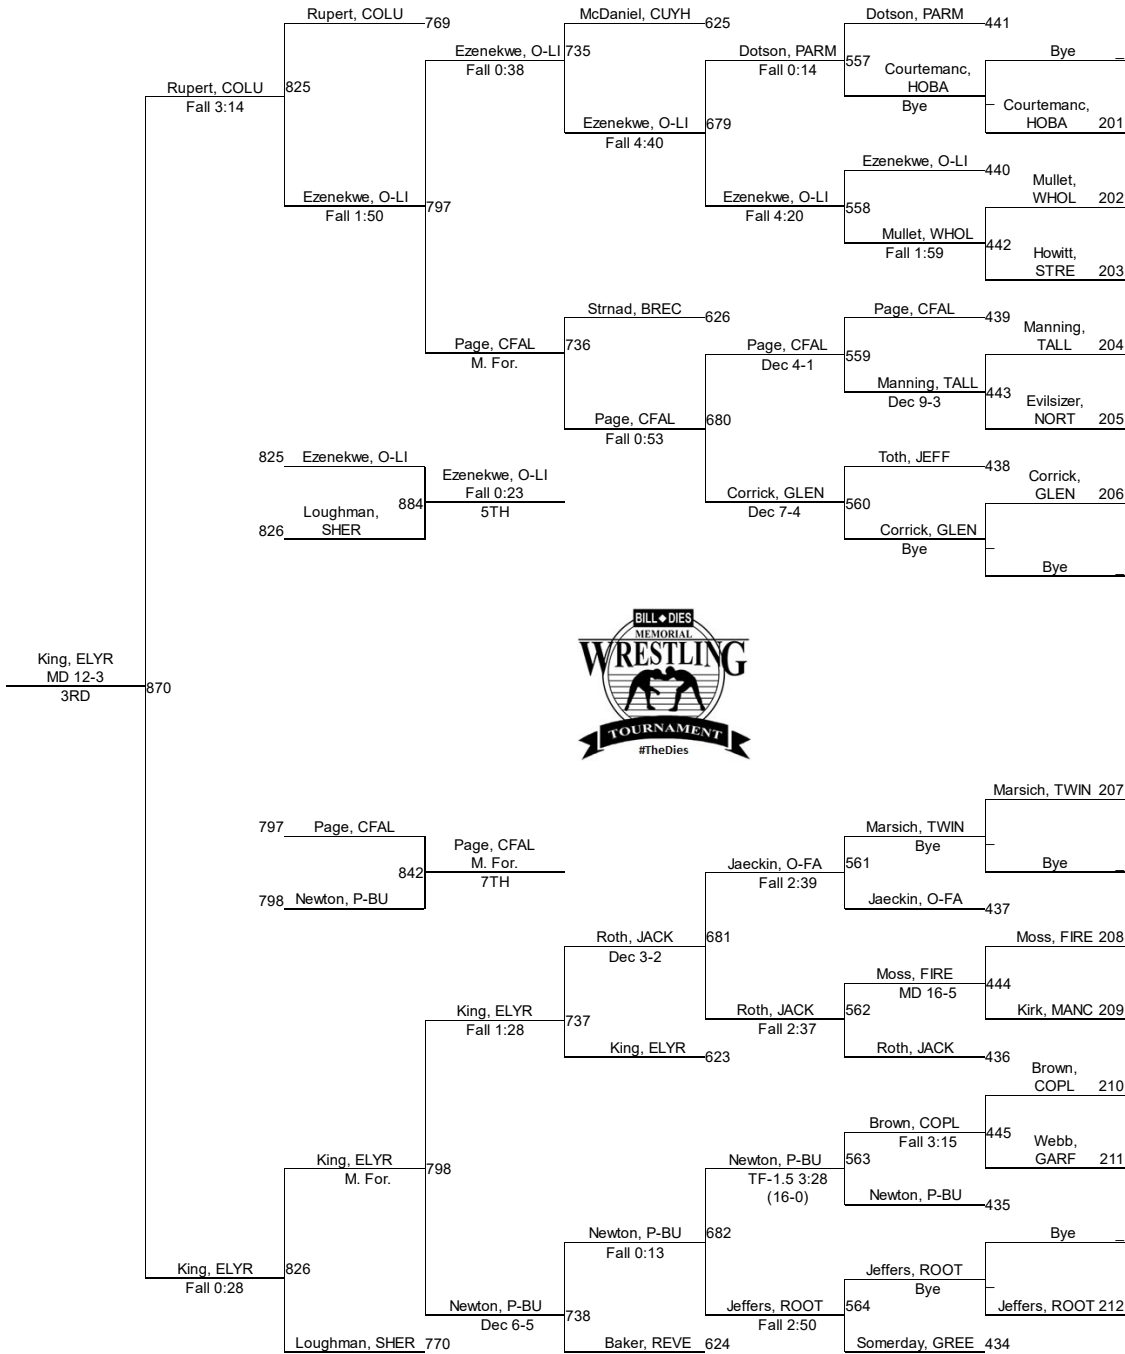 Rupert, COLU
769
McDaniel, CUYH
625
Dotson, PARM
441
Ezenekwe, O-LI
735
Dotson, PARM
Bye
_
Fall 0:38
Fall 0:14
557
Courtemanc,
HOBA
Rupert, COLU
825
Bye
_
Courtemanc,
HOBA
201
Fall 3:14
Ezenekwe, O-LI
679
Fall 4:40
Ezenekwe, O-LI
440
Mullet,
WHOL
202
Ezenekwe, O-LI
797
Ezenekwe, O-LI
558
Fall 1:50
Fall 4:20
Mullet, WHOL
442
Fall 1:59
Howitt,
STRE
203
Strnad, BREC
626
Page, CFAL
439
Manning,
TALL
204
Page, CFAL
736
Page, CFAL
559
M. For.
Dec 4-1
Manning, TALL
443
Dec 9-3
Evilsizer,
NORT
205
Page, CFAL
680
Fall 0:53
825
Ezenekwe, O-LI
Toth, JEFF
438
Corrick,
GLEN
206
Ezenekwe, O-LI
Fall 0:23
884
5TH
Corrick, GLEN
560
Dec 7-4
Loughman,
SHER
826
Corrick, GLEN
_
Bye
Bye
_
BILL◆DIES
MEMORIAL
WRESTLING
TOURNAMENT
#TheDies
King, ELYR
MD 12-3
870
3RD
Marsich, TWIN
207
797
Page, CFAL
Marsich, TWIN
_
Bye
Page, CFAL
M. For.
842
7TH
Jaeckin, O-FA
561
Fall 2:39
Bye
_
798
Newton, P-BU
Jaeckin, O-FA
437
Roth, JACK
681
Dec 3-2
Moss, FIRE
208
Moss, FIRE
444
MD 16-5
King, ELYR
737
Fall 1:28
Roth, JACK
562
Fall 2:37
Kirk, MANC
209
King, ELYR
623
Roth, JACK
436
Brown,
COPL
210
Brown, COPL
445
Fall 3:15
King, ELYR
798
M. For.
Newton, P-BU
563
TF-1.5 3:28
(16-0)
Webb,
GARF
211
Newton, P-BU
435
Newton, P-BU
682
Fall 0:13
Bye
_
King, ELYR
826
Fall 0:28
Jeffers, ROOT
_
Bye
Newton, P-BU
738
Dec 6-5
Jeffers, ROOT
564
Fall 2:50
Jeffers, ROOT
212
Loughman, SHER
770
Baker, REVE
624
Somerday, GREE
434